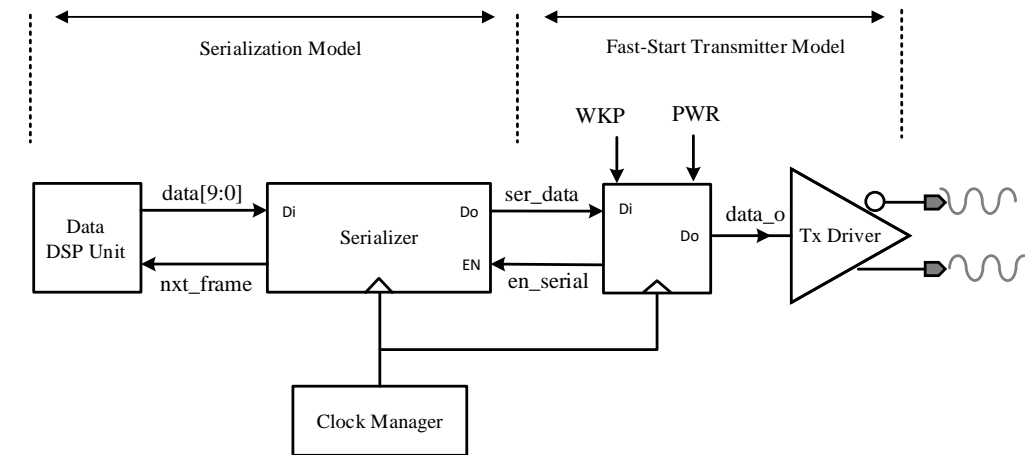 Serialization Model
Fast-Start Transmitter Model
WKP
PWR
data[9:0]
ser_data
Di
Do
Di
Data
DSP Unit
Serializer
Do
data_o
Tx Driver
EN
nxt_frame
en_serial
Clock Manager